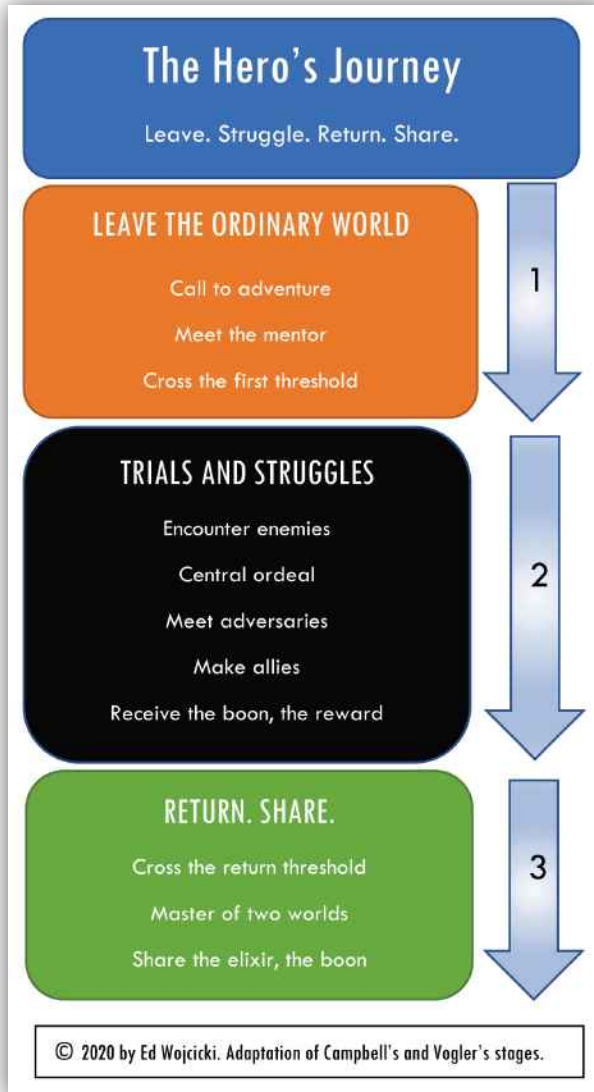 The Hero's Journey
Leave. Struggle. Return. Share.
LEAVE THE ORDINARY WORLD
Call to adventure
Meet the mentor
Cross the first threshold
1
TRIALS AND STRUGGLES
Encounter enemies
Central ordeal
Meet adversaries
Make allies
Receive the boon, the reward
2
RETURN. SHARE.
Cross the return threshold
Master of two worlds
Share the elixir, the boon
3
© 2020 by Ed Wojcicki. Adaptation of Campbell's and Vogler's stages.